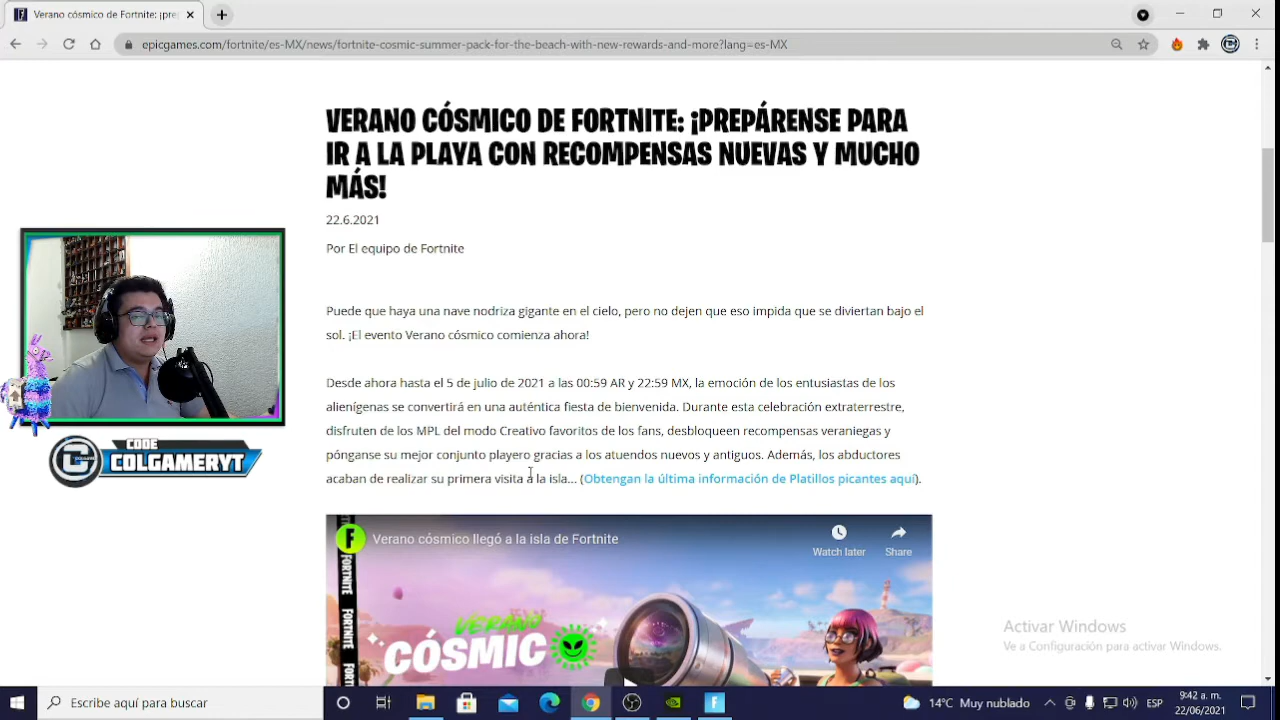 Verano cósmico de Fortnite: ¡pre
epicgames.com/fortnite/es-MX/news/fortnite-cosmic-summer-pack-for-the-beach-with-new-rewards-and-more?lang=es-MX
VERANO CÓSMICO DE FORTNITE: ¡PREPÁRENSE PARA
IR A LA PLAYA CON RECOMPENSAS NUEVAS Y MUCHO
MÁS!
22.6.2021
Por El equipo de Fortnite
Puede que haya una nave nodriza gigante en el cielo, pero no dejen que eso impida que se diviertan bajo el
sol. ¡El evento Verano cósmico comienza ahora!
Desde ahora hasta el 5 de julio de 2021 a las 00:59 AR y 22:59 MX, la emoción de los entusiastas de los
alienígenas se convertirá en una auténtica fiesta de bienvenida. Durante esta celebración extraterrestre,
disfruten de los MPL del modo Creativo favoritos de los fans, desbloqueen recompensas veraniegas y
pónganse su mejor conjunto playero gracias a los atuendos nuevos y antiguos. Además, los abductores
acaban de realizar su primera visita a la isla... (Obtengan la última información de Platillos picantes aquí).
CODE
COLGAMERYT
F
Verano cósmico llegó a la isla de Fortnite
Watch later
Share
FORTNITE
FORTNITE
VERANO
CÓSMIC
Activar Windows
Ve a Configuración para activar Windows.
Escribe aquí para buscar
14°C Muy nublado
ESP
9:42 a. m.
22/06/2021